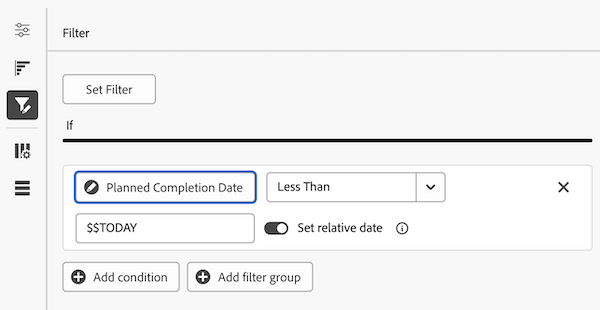 Filter
Set Filter
If
Planned Completion Date Less Than
$$TODAY Set relative date
Add condition Add filter group